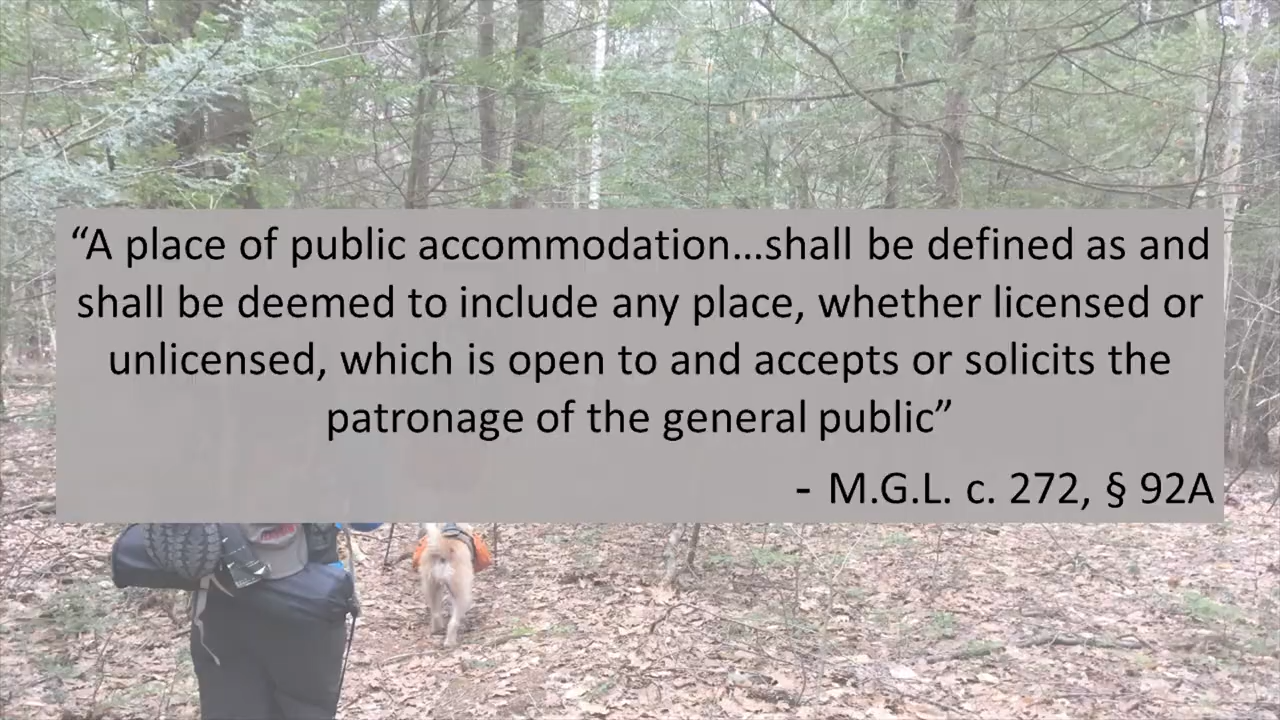 “A place of public accommodation…shall be defined as and
shall be deemed to include any place, whether licensed or
unlicensed, which is open to and accepts or solicits the
patronage of the general public”
- M.G.L. c. 272, § 92A